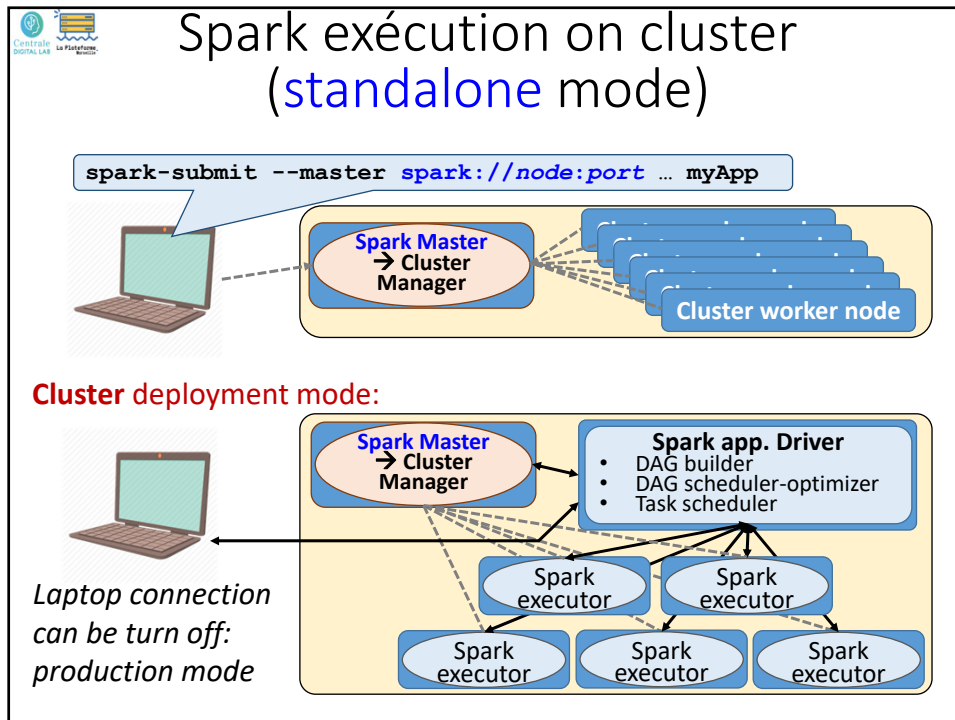 Centrale
DIGITAL LAB
La Plateforme_
Marseille
Spark exécution on cluster
(standalone mode)
spark-submit --master spark://node:port … myApp
Spark Master
→ Cluster
Manager
Cluster worker node
Cluster deployment mode:
Spark Master
→ Cluster
Manager
Spark app. Driver
• DAG builder
• DAG scheduler-optimizer
• Task scheduler
Laptop connection
can be turn off:
production mode
Spark
executor
Spark
executor
Spark
executor
Spark
executor
Spark
executor